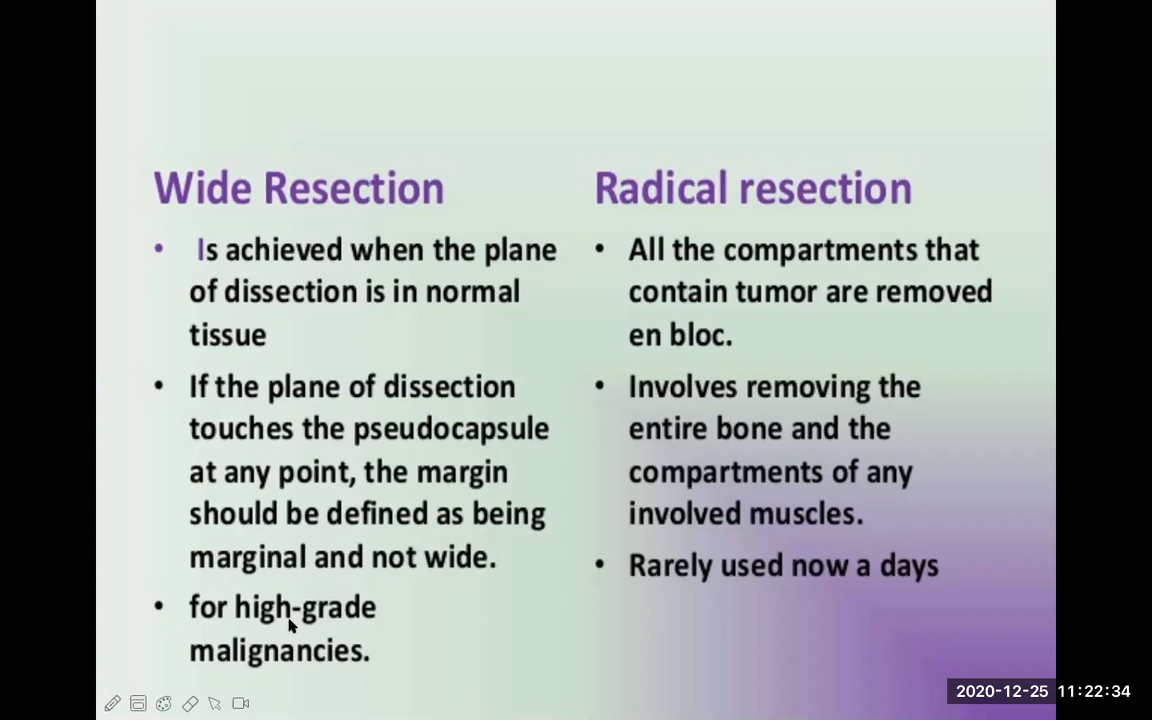 Wide Resection
• Is achieved when the plane
of dissection is in normal
tissue
• If the plane of dissection
touches the pseudocapsule
at any point, the margin
should be defined as being
marginal and not wide.
• for high-grade
malignancies.
Radical resection
• All the compartments that
contain tumor are removed
en bloc.
• Involves removing the
entire bone and the
compartments of any
involved muscles.
• Rarely used now a days
2020-12-25 11:22:34